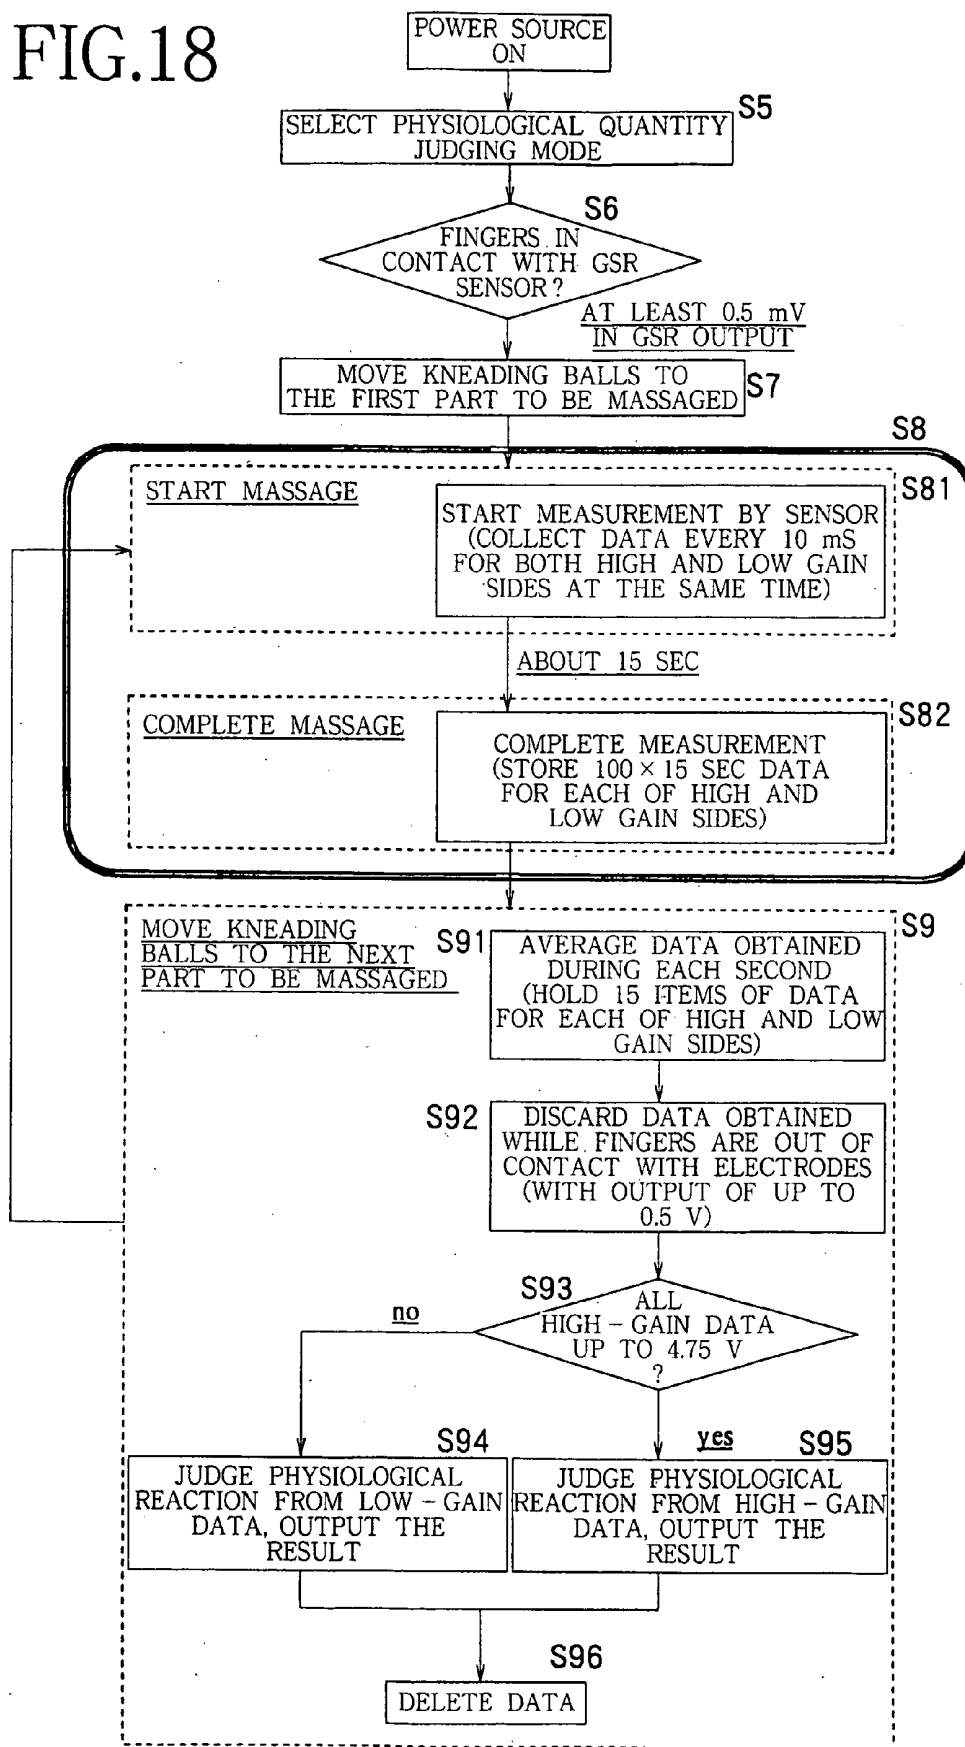 FIG.18
POWER SOURCE
ON
S5
SELECT PHYSIOLOGICAL QUANTITY
JUDGING MODE
S6
FINGERS IN
CONTACT WITH GSR
SENSOR?
AT LEAST 0.5 mV
IN GSR OUTPUT
MOVE KNEADING BALLS TO
THE FIRST PART TO BE MASSAGED
S7
S8
S81
START MASSAGE
START MEASUREMENT BY SENSOR
(COLLECT DATA EVERY 10 mS
FOR BOTH HIGH AND LOW GAIN
SIDES AT THE SAME TIME)
ABOUT 15 SEC
S82
COMPLETE MASSAGE
COMPLETE MEASUREMENT
(STORE 100×15 SEC DATA
FOR EACH OF HIGH AND
LOW GAIN SIDES)
S9
MOVE KNEADING
BALLS TO THE NEXT
PART TO BE MASSAGED
S91
AVERAGE DATA OBTAINED
DURING EACH SECOND
(HOLD 15 ITEMS OF DATA
FOR EACH OF HIGH AND LOW
GAIN SIDES)
S92
DISCARD DATA OBTAINED
WHILE FINGERS ARE OUT OF
CONTACT WITH ELECTRODES
(WITH OUTPUT OF UP TO
0.5 V)
S93
ALL
HIGH-GAIN DATA
UP TO 4.75 V
?
no
yes
S94
JUDGE PHYSIOLOGICAL
REACTION FROM LOW-GAIN
DATA, OUTPUT THE
RESULT
S95
JUDGE PHYSIOLOGICAL
REACTION FROM HIGH-GAIN
DATA, OUTPUT THE
RESULT
S96
DELETE DATA